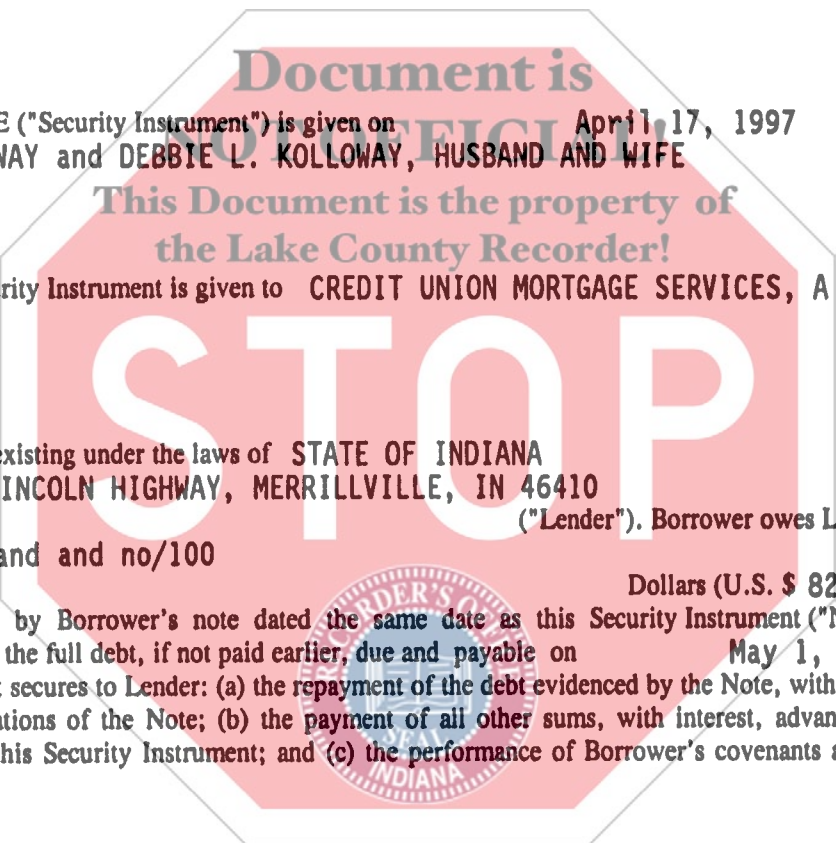 Document is
E ("Security Instrument") is given on April 17, 1997
NOT OFFICIAL!
WAY and DEBBIE L. KOLLOWAY, HUSBAND AND WIFE
This Document is the property of
the Lake County Recorder!
rity Instrument is given to CREDIT UNION MORTGAGE SERVICES, A
STOP
existing under the laws of STATE OF INDIANA
INCOLN HIGHWAY, MERRILLVILLE, IN 46410
("Lender"). Borrower owes L
and and no/100
Dollars (U.S. $ 82
by Borrower's note dated the same date as this Security Instrument ("N
the full debt, if not paid earlier, due and payable on May 1,
t secures to Lender: (a) the repayment of the debt evidenced by the Note, with
ations of the Note; (b) the payment of all other sums, with interest, advan
his Security Instrument; and (c) the performance of Borrower's covenants a
RECORDER'S OFFICE
SEAL
INDIANA